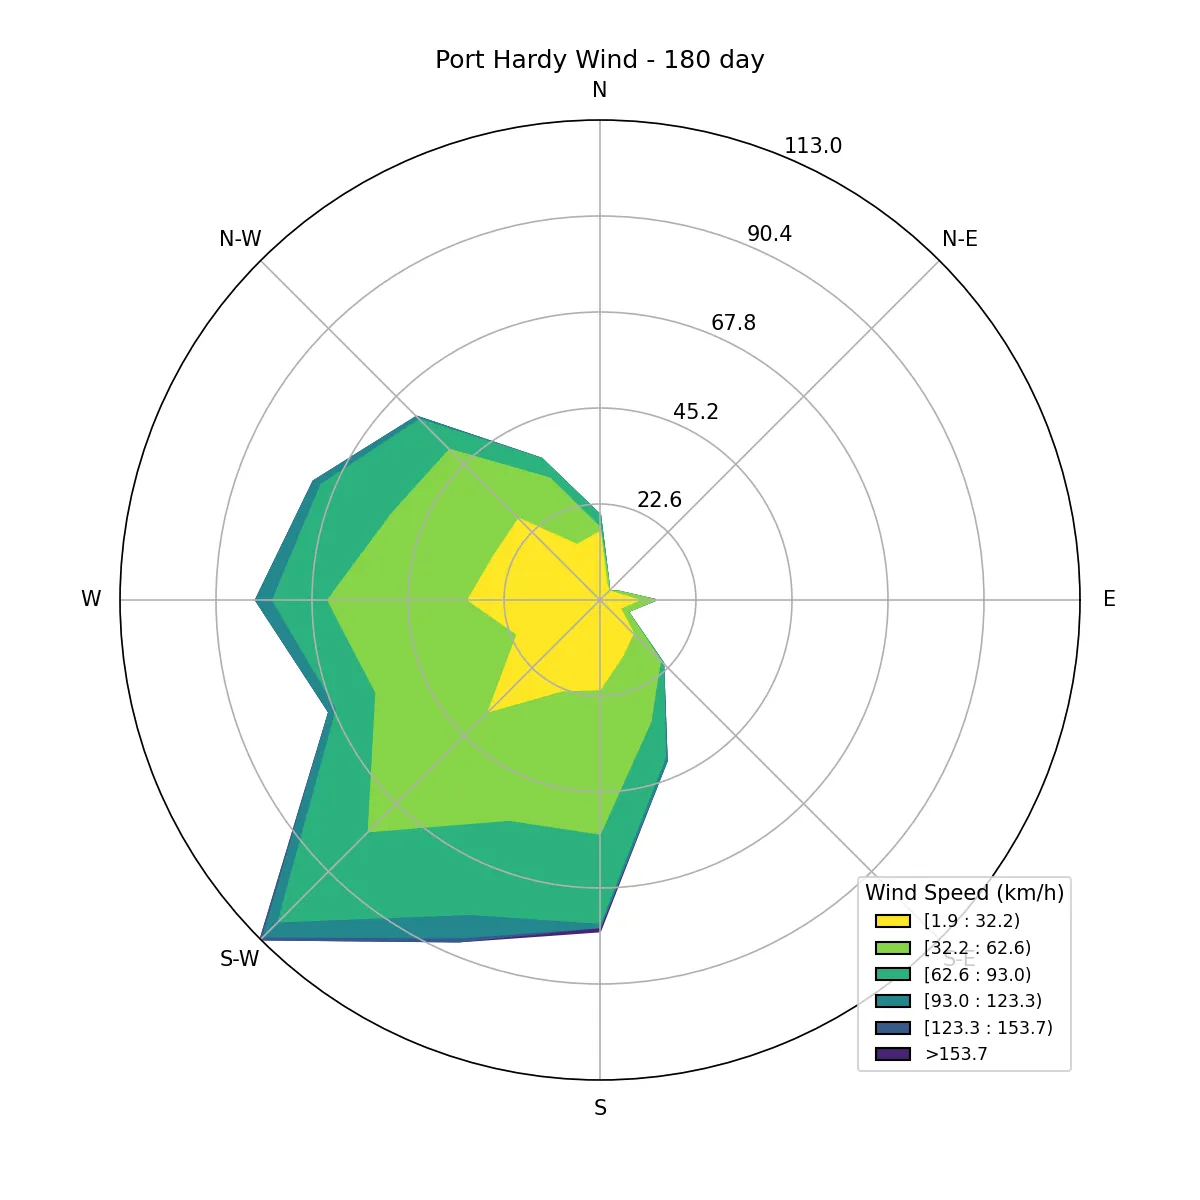 Port Hardy Wind - 180 day
N
113.0
90.4
N-W
N-E
67.8
45.2
22.6
W
E
Wind Speed (km/h)
[1.9 : 32.2)
[32.2 : 62.6)
S-W
S-E
[62.6 : 93.0)
[93.0 : 123.3)
[123.3 : 153.7)
>153.7
S